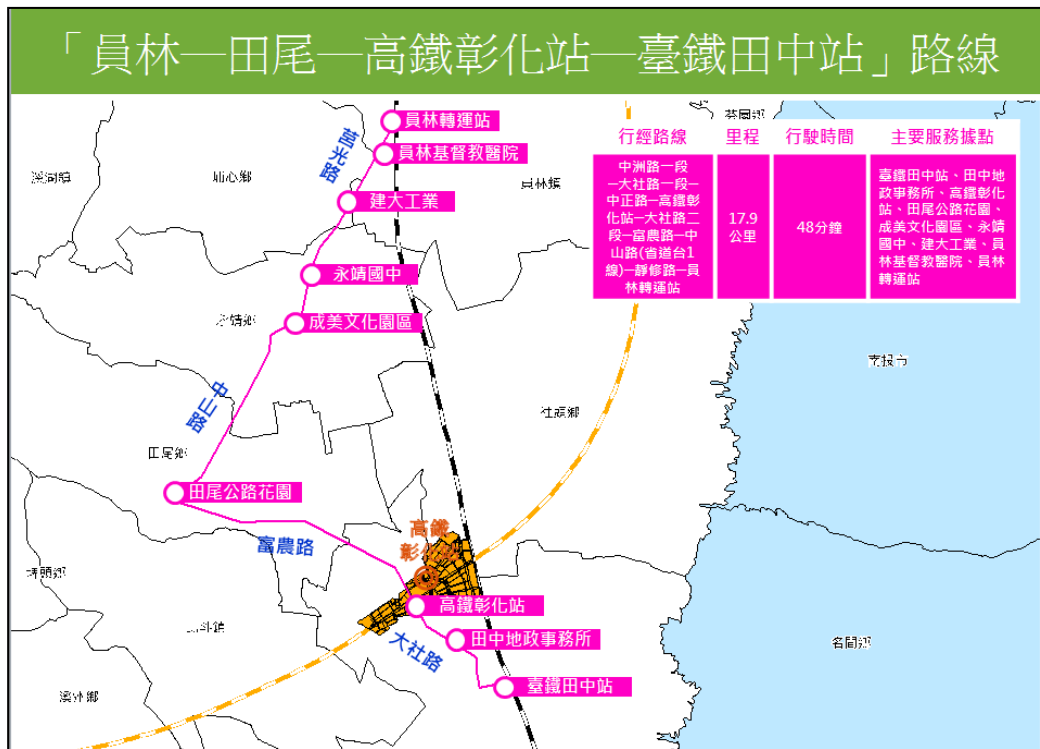 「員林—田尾—高鐵彰化站—臺鐵田中站」路線
員林轉運站
莒光路
員林基督教醫院
建大工業
永靖國中
成美文化園區
中山路
田尾公路花園
富農路
高鐵
彰化
高鐵彰化站
大社路
田中地政事務所
臺鐵田中站
行經路線
里程
行駛時間
主要服務據點
中洲路一段
—大社路一段—
中正路—高鐵彰
化站—大社路二
段—富農路—中
山路(省道台1
線)—靜修路—員
林轉運站
17.9
公里
48分鐘
臺鐵田中站、田中地
政事務所、高鐵彰化
站、田尾公路花園、
成美文化園區、永靖
國中、建大工業、員
林基督教醫院、員林
轉運站
芬園鄉
溪湖鎮
埔心鄉
員林鎮
永靖鄉
南投市
社頭鄉
田尾鄉
埤頭鄉
名間鄉
溪州鄉